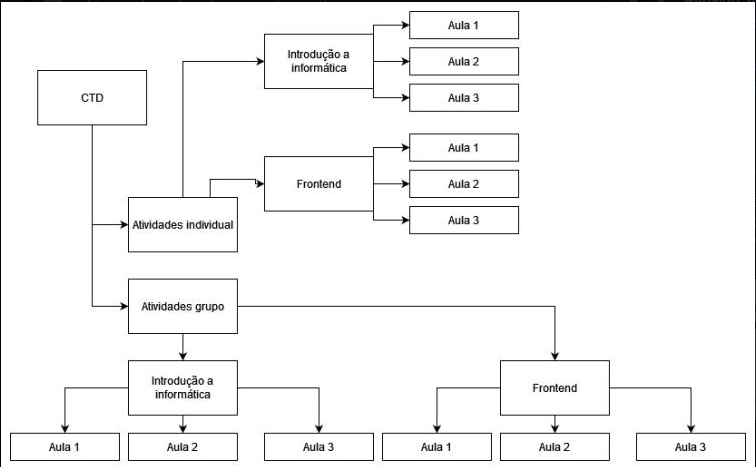 Aula 1
Introdução a
informática
Aula 2
CTD
Aula 3
Aula 1
Frontend
Aula 2
Aula 3
Atividades individual
Atividades grupo
Introdução a
informática
Frontend
Aula 1
Aula 2
Aula 3
Aula 1
Aula 2
Aula 3